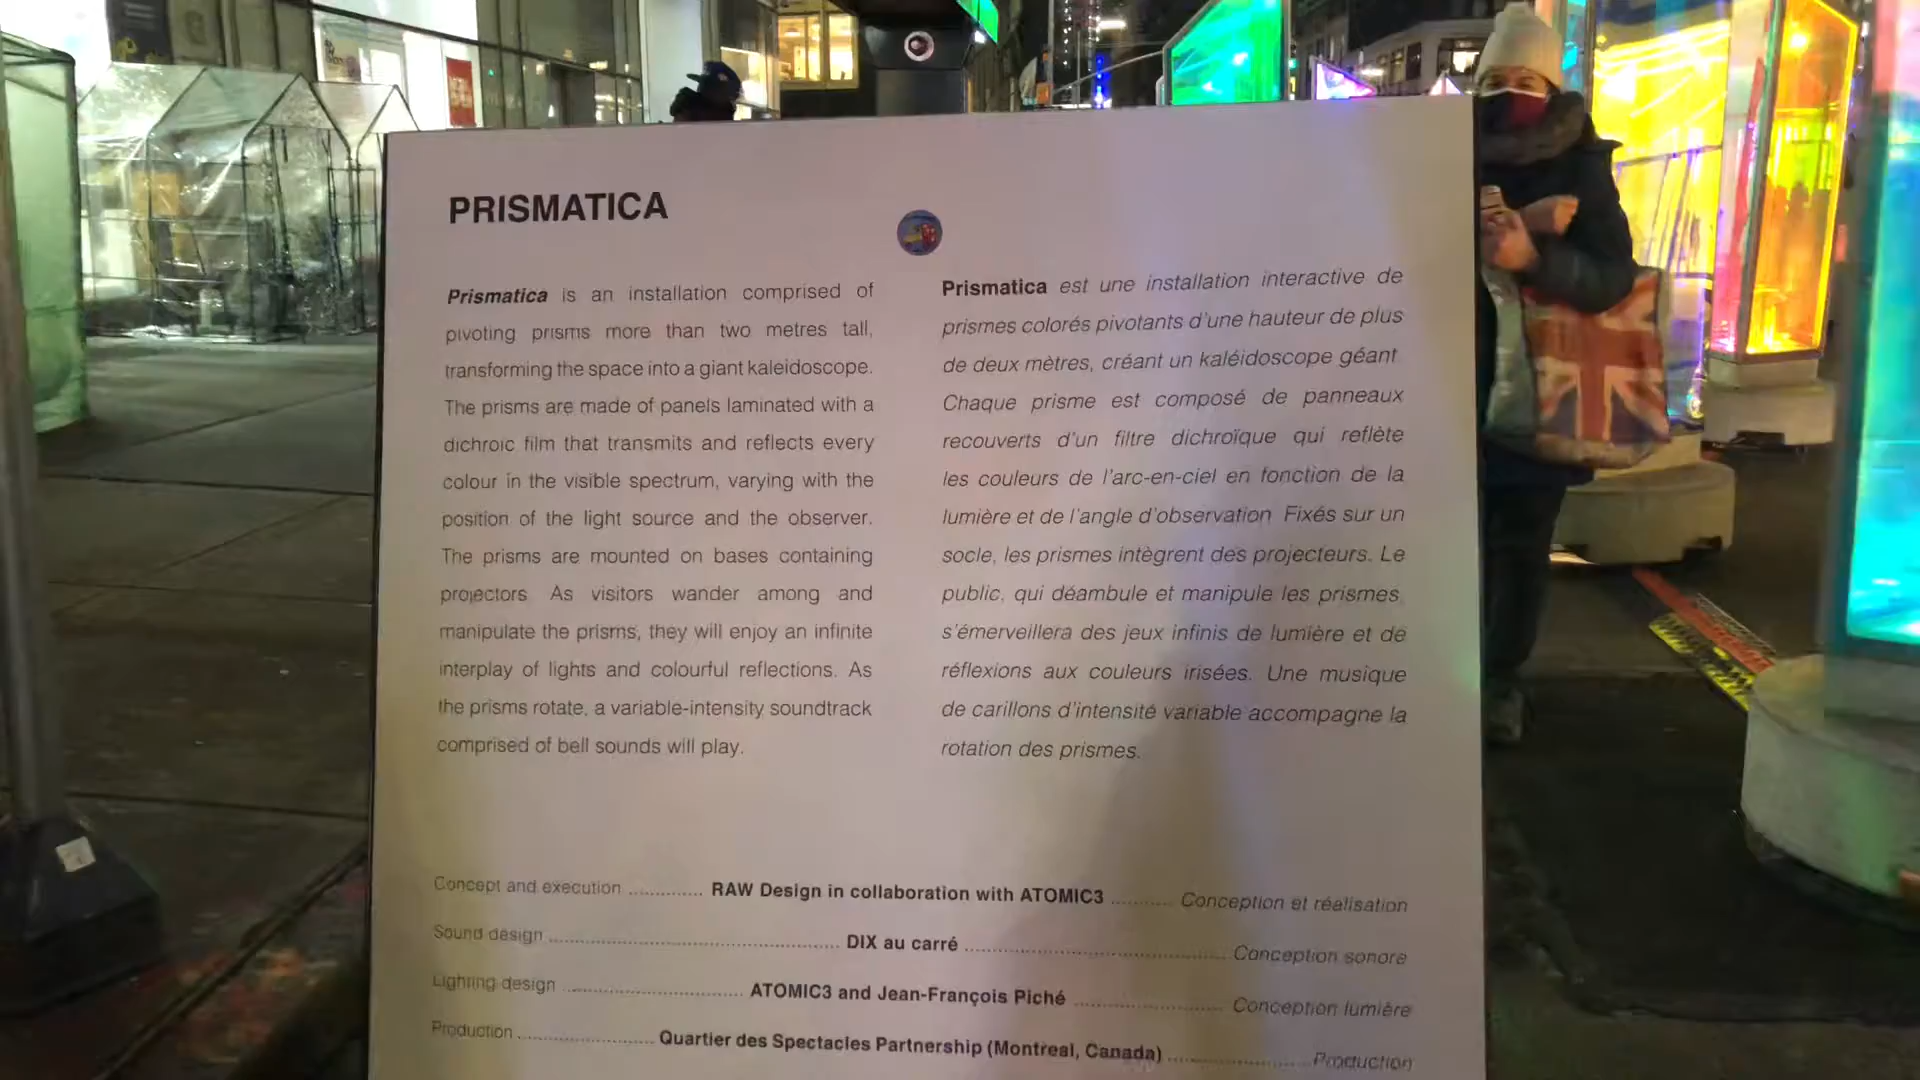 PRISMATICA
Prismatica is an installation comprised of
pivoting prisms more than two metres tall,
transforming the space into a giant kaleidoscope.
The prisms are made of panels laminated with a
dichroic film that transmits and reflects every
colour in the visible spectrum, varying with the
position of the light source and the observer.
The prisms are mounted on bases containing
projectors As visitors wander among and
manipulate the prisms, they will enjoy an infinite
interplay of lights and colourful reflections. As
the prisms rotate, a variable-intensity soundtrack
comprised of bell sounds will play.
Prismatica est une installation interactive de
prismes colorés pivotants d'une hauteur de plus
de deux mètres, créant un kaléidoscope géant
Chaque prisme est composé de panneaux
recouverts d'un filtre dichroïque qui reflète
les couleurs de l'arc-en-ciel en fonction de la
lumière et de l'angle d'observation Fixés sur un
socle, les prismes intègrent des projecteurs. Le
public, qui déambule et manipule les prismes
s'émerveillera des jeux infinis de lumière et de
réflexions aux couleurs irisées. Une musique
de carillons d'intensité variable accompagne la
rotation des prismes.
Concept and execution ............. RAW Design in collaboration with ATOMIC3 ........... Conception et réalisation
Sound design ............. DIX au carré ............. Conception sonore
Lighting design ............. ATOMIC3 and Jean-François Piché ............. Conception lumière
Production ............. Quartier des Spectacles Partnership (Montreal, Canada) ............. Production